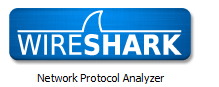 WIRESHARK
Network Protocol Analyzer